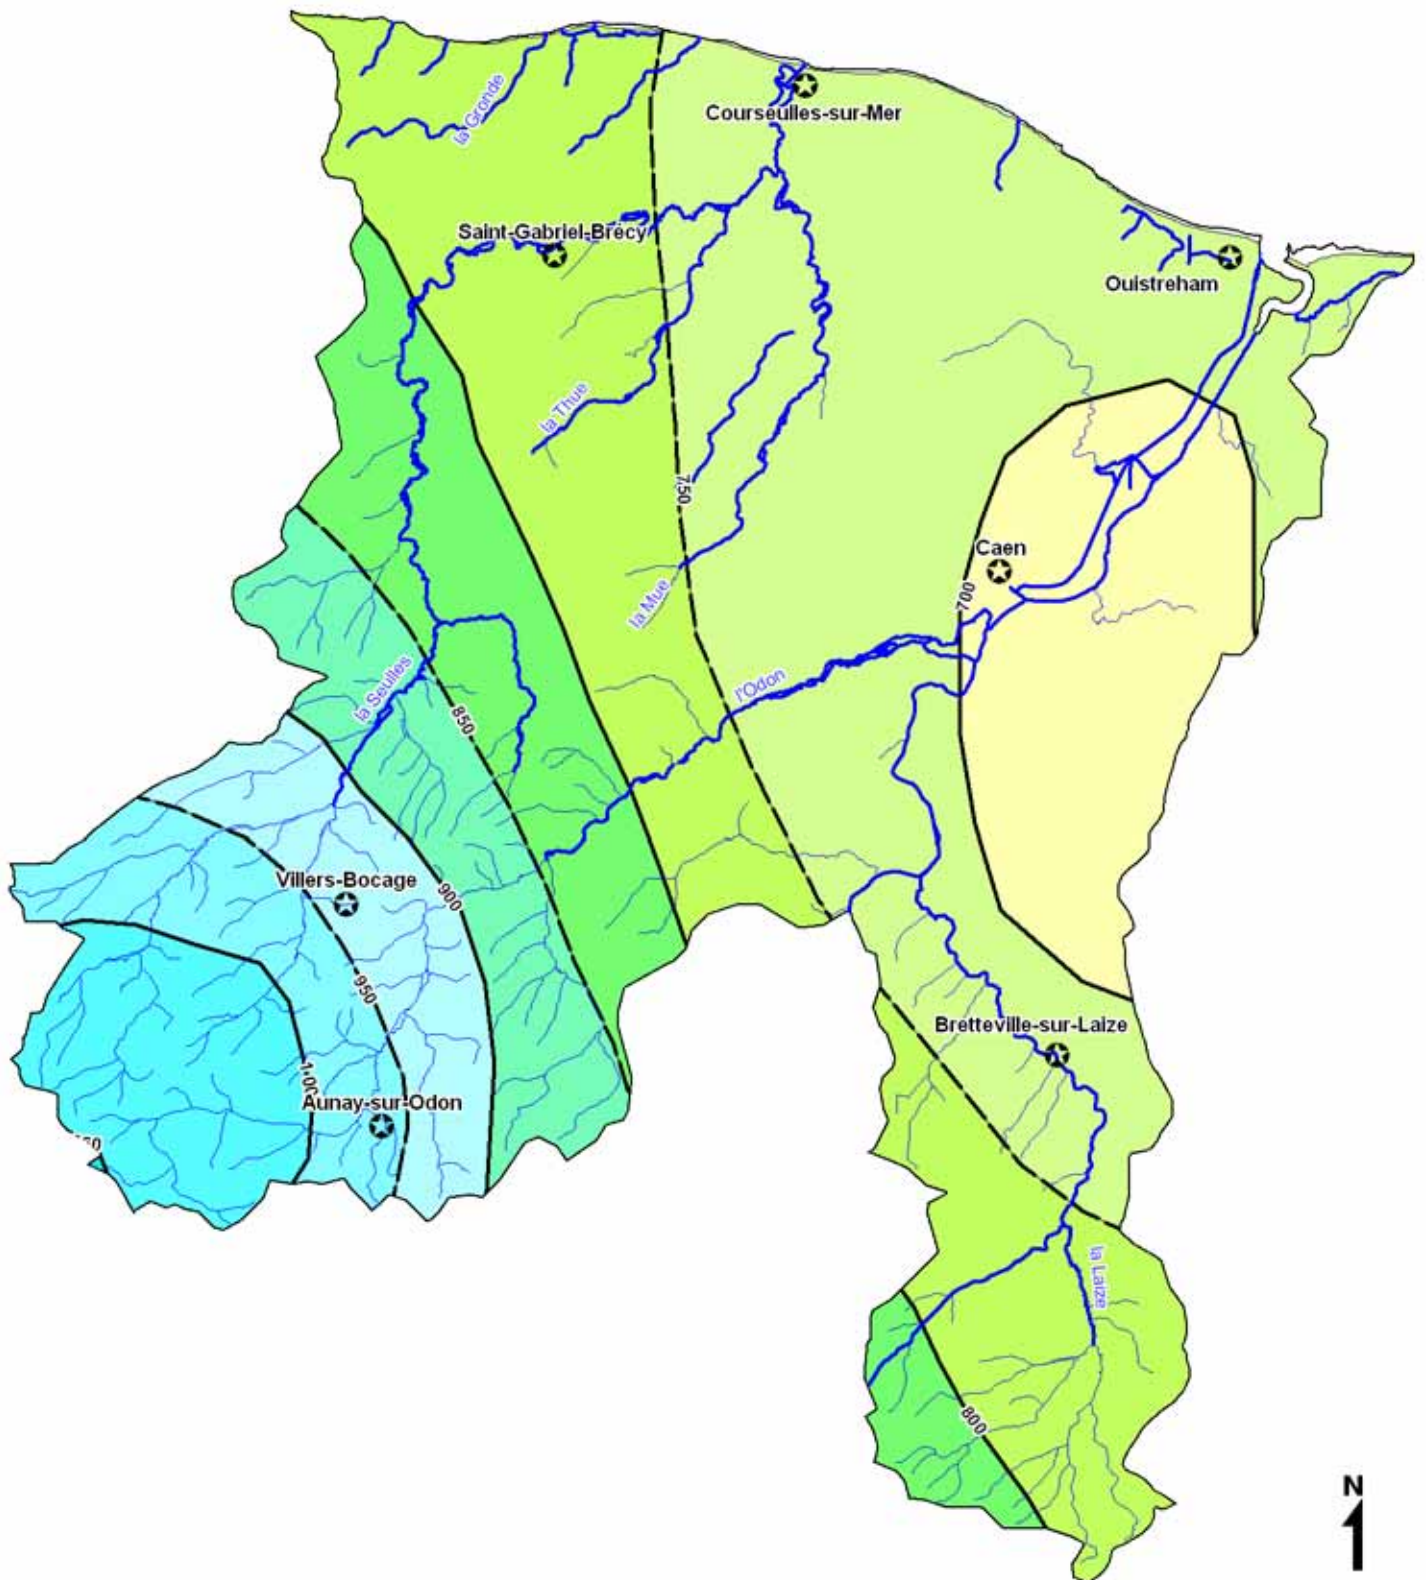 la Gronde
Courseulles-sur-Mer
Saint-Gabriel-Brécy
Ouistreham
la Thue
750
Caen
700
la Mue
la Seulles
l'Odon
850
Villers-Bocage
900
950
Bretteville-sur-Laize
Aunay-sur-Odon
la Laize
800
N